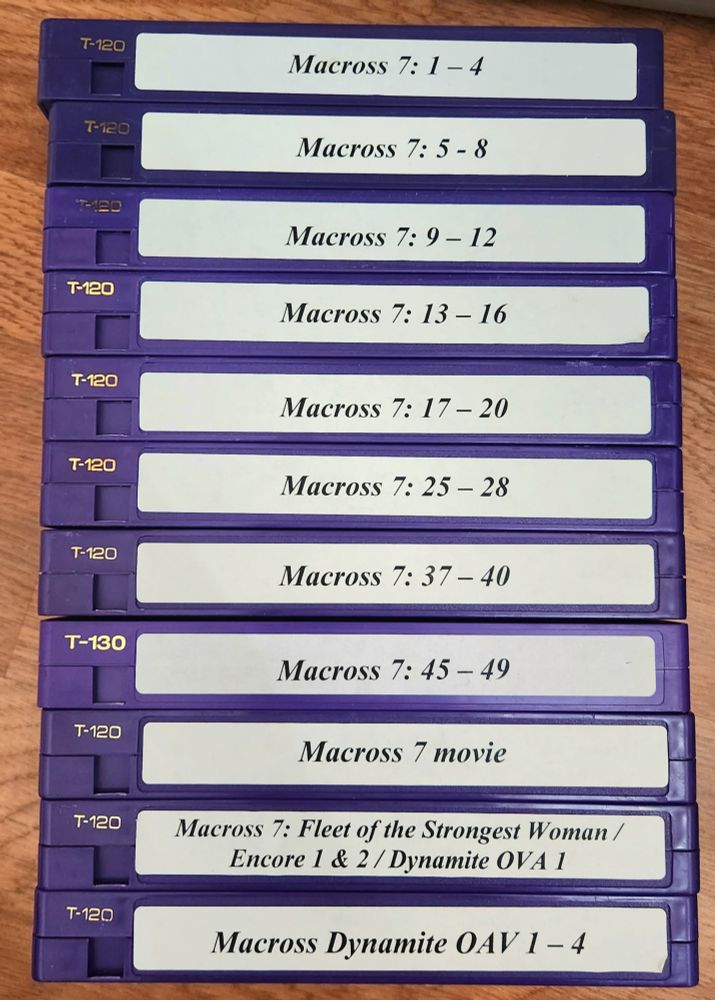 T-120
Macross 7: 1 – 4
T-120
Macross 7: 5 - 8
T-120
Macross 7: 9 – 12
T-120
Macross 7: 13 – 16
T-120
Macross 7: 17 – 20
T-120
Macross 7: 25 – 28
T-120
Macross 7: 37 – 40
T-130
Macross 7: 45 – 49
T-120
Macross 7 movie
T-120
Macross 7: Fleet of the Strongest Woman /
Encore 1 & 2 / Dynamite OVA 1
T-120
Macross Dynamite OAV 1 – 4